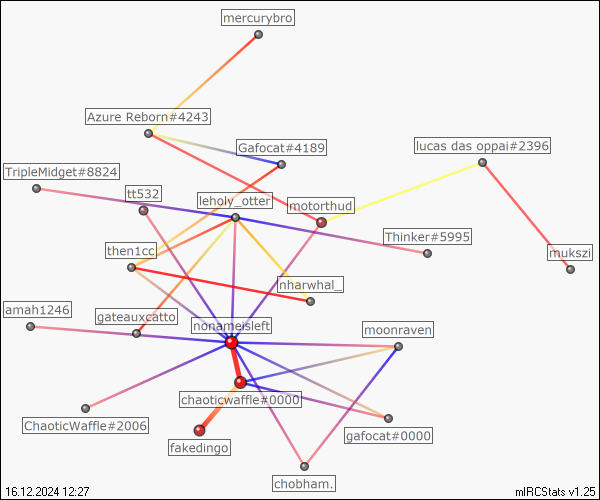 mercurybro
Azure Reborn#4243
Gafocat#4189
lucas das oppai#2396
TripleMidget#8824
tt532
leholy_otter
motorthud
Thinker#5995
then1cc
mukszi
nharwhal_
amah1246
gateauxcatto
nonameisleft
moonraven
chaoticwaffle#0000
ChaoticWaffle#2006
gafocat#0000
fakedingo
chobham.
16.12.2024 12:27
mIRCStats v1.25